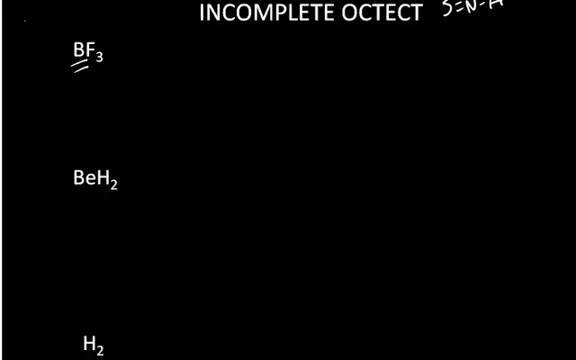 INCOMPLETE OCTECT S=N-A
BF₃
BeH₂
H₂